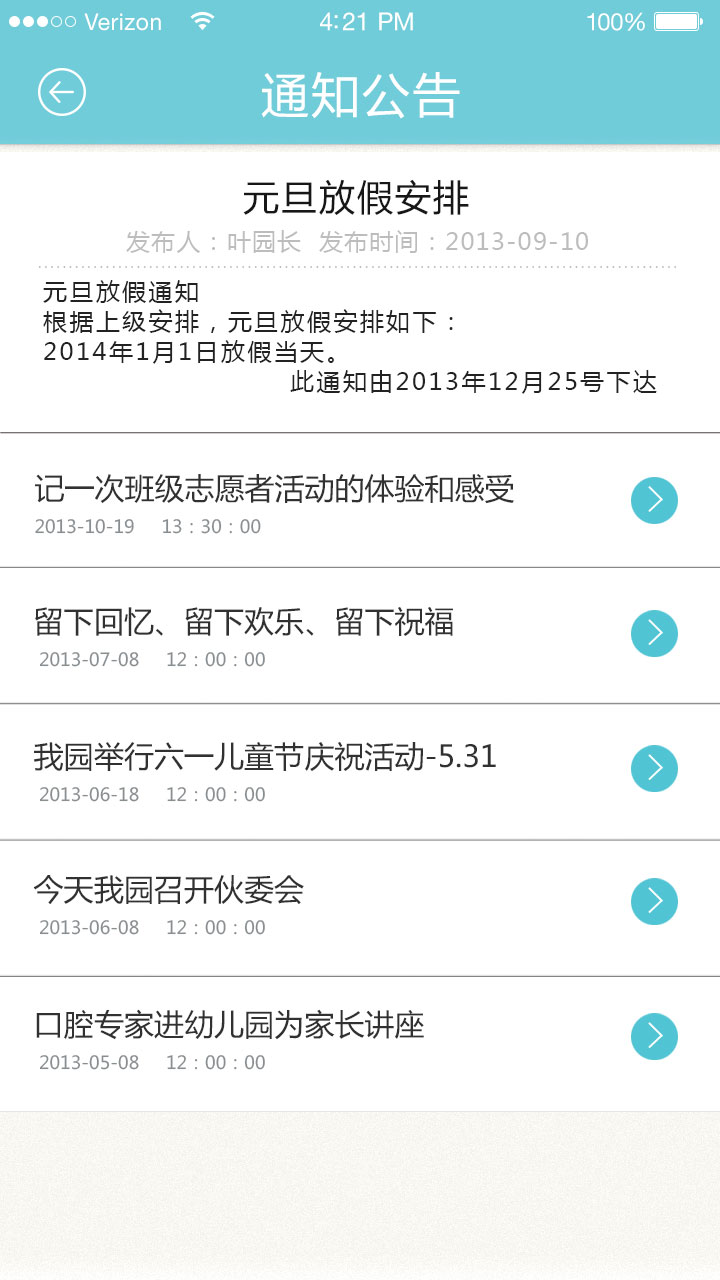 Verizon 4:21 PM 100%
通知公告
元旦放假安排
发布人：叶园长 发布时间：2013-09-10
元旦放假通知
根据上级安排，元旦放假安排如下：
2014年1月1日放假当天。
此通知由2013年12月25号下达
记一次班级志愿者活动的体验和感受
2013-10-19 13：30：00
留下回忆、留下欢乐、留下祝福
2013-07-08 12：00：00
我园举行六一儿童节庆祝活动-5.31
2013-06-18 12：00：00
今天我园召开伙委会
2013-06-08 12：00：00
口腔专家进幼儿园为家长讲座
2013-05-08 12：00：00